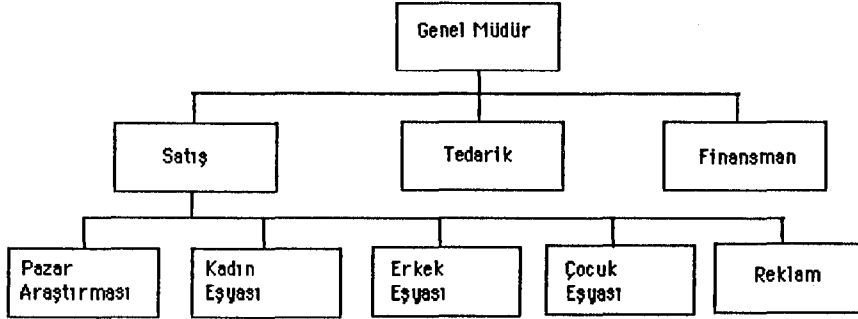 Genel Müdür
Satış
Tedarik
Finansman
Pazar
Araştırması
Kadın
Eşyası
Erkek
Eşyası
Çocuk
Eşyası
Reklam